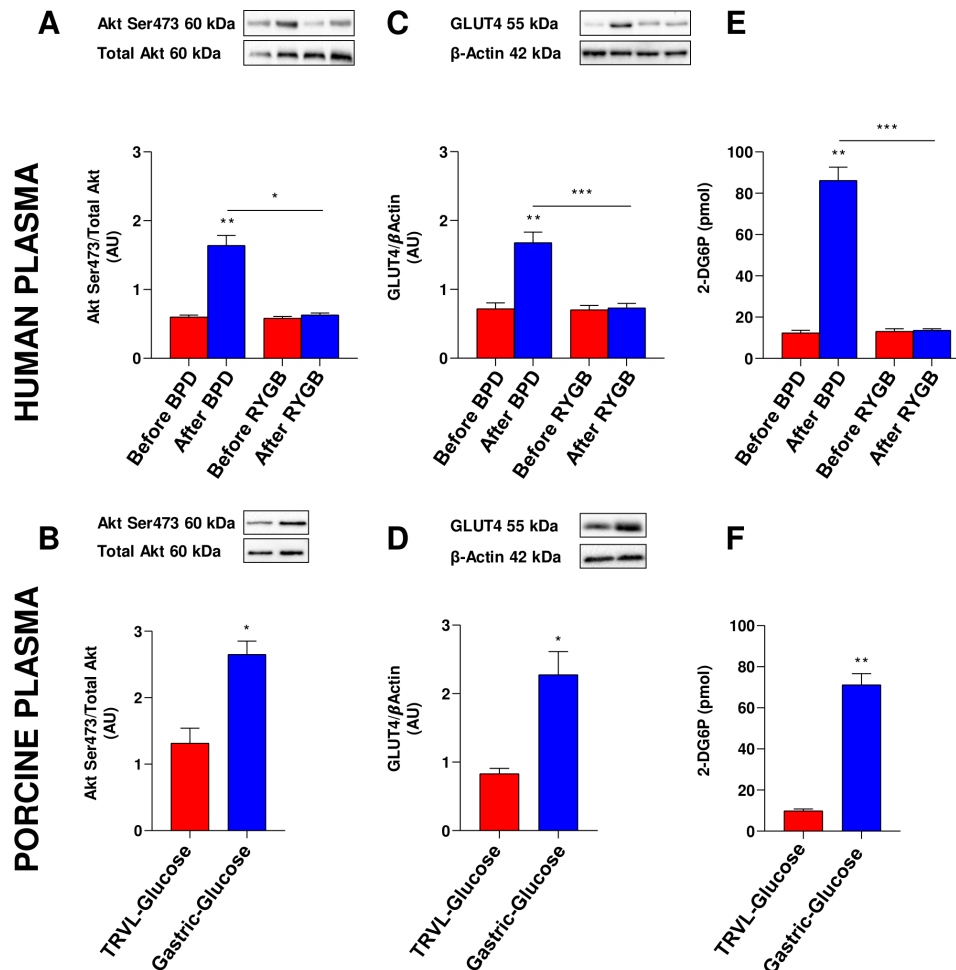 A
Akt Ser473 60 kDa
Total Akt 60 kDa
C
GLUT4 55 kDa
β-Actin 42 kDa
E
HUMAN PLASMA
Akt Ser473/Total Akt
(AU)
3
2
1
0
**
*
Before BPD
After BPD
Before RYGB
After RYGB
GLUT4/βActin
(AU)
3
2
1
0
**
***
Before BPD
After BPD
Before RYGB
After RYGB
2-DG6P (pmol)
100
80
60
40
20
0
**
***
Before BPD
After BPD
Before RYGB
After RYGB
B
Akt Ser473 60 kDa
Total Akt 60 kDa
D
GLUT4 55 kDa
β-Actin 42 kDa
F
PORCINE PLASMA
Akt Ser473/Total Akt
(AU)
3
2
1
0
*
TRVL-Glucose
Gastric-Glucose
GLUT4/βActin
(AU)
3
2
1
0
*
TRVL-Glucose
Gastric-Glucose
2-DG6P (pmol)
100
80
60
40
20
0
**
TRVL-Glucose
Gastric-Glucose